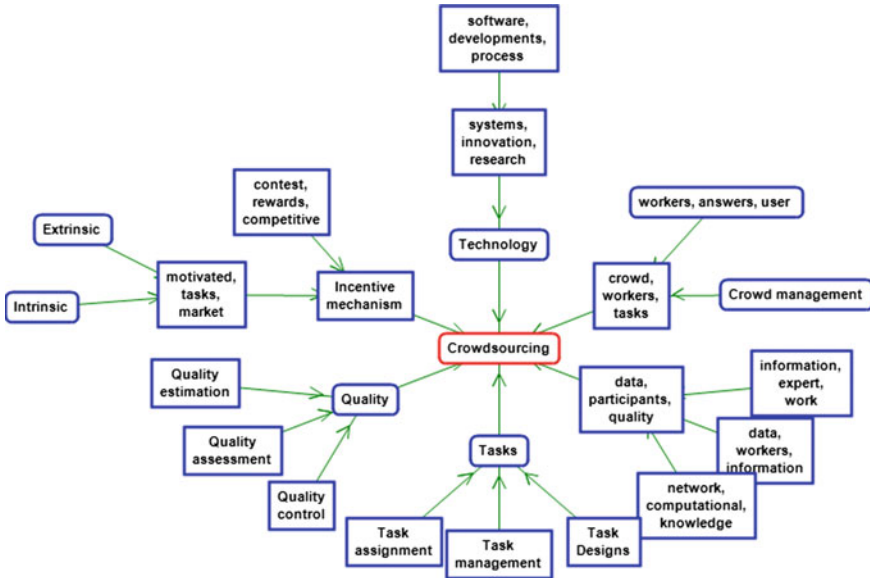 software,
developments,
process
systems,
innovation,
research
contest,
rewards,
competitive
workers, answers, user
Extrinsic
Technology
motivated,
tasks,
market
Incentive
mechanism
crowd,
workers,
tasks
Crowd management
Intrinsic
Crowdsourcing
Quality
estimation
Quality
data,
participants,
quality
information,
expert,
work
Quality
assessment
Tasks
data,
workers,
information
Quality
control
network,
computational,
knowledge
Task
assignment
Task
management
Task
Designs